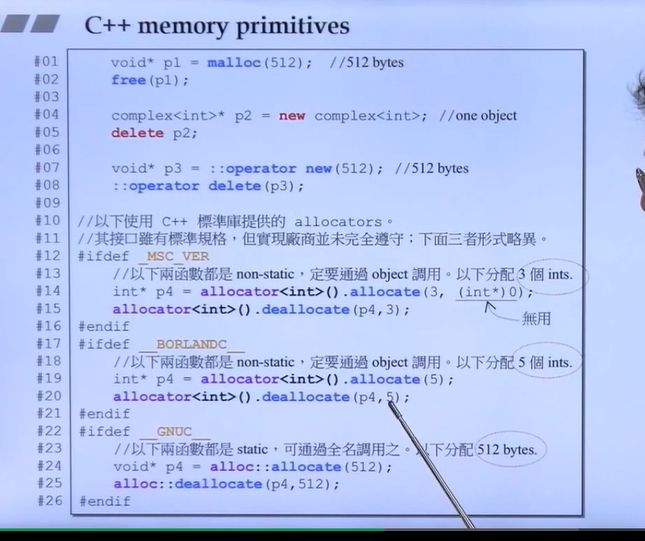 C++ memory primitives
#01 void* p1 = malloc(512); //512 bytes
#02 free(p1);
#03
#04 complex<int>* p2 = new complex<int>; //one object
#05 delete p2;
#06
#07 void* p3 = ::operator new(512); //512 bytes
#08 ::operator delete(p3);
#09
#10 //以下使用 C++ 標準庫提供的 allocators。
#11 //其接口雖有標準規格，但實現廠商並未完全遵守；下面三者形式略異。
#12 #ifdef _MSC_VER
#13 //以下兩函數都是 non-static，定要通過 object 調用。以下分配 3 個 ints.
#14 int* p4 = allocator<int>().allocate(3, (int*)0);
#15 allocator<int>().deallocate(p4,3);
無用
#16 #endif
#17 #ifdef __BORLANDC__
#18 //以下兩函數都是 non-static，定要通過 object 調用。以下分配 5 個 ints.
#19 int* p4 = allocator<int>().allocate(5);
#20 allocator<int>().deallocate(p4,5);
#21 #endif
#22 #ifdef __GNUC__
#23 //以下兩函數都是 static，可通過全名調用之。以下分配 512 bytes.
#24 void* p4 = alloc::allocate(512);
#25 alloc::deallocate(p4,512);
#26 #endif